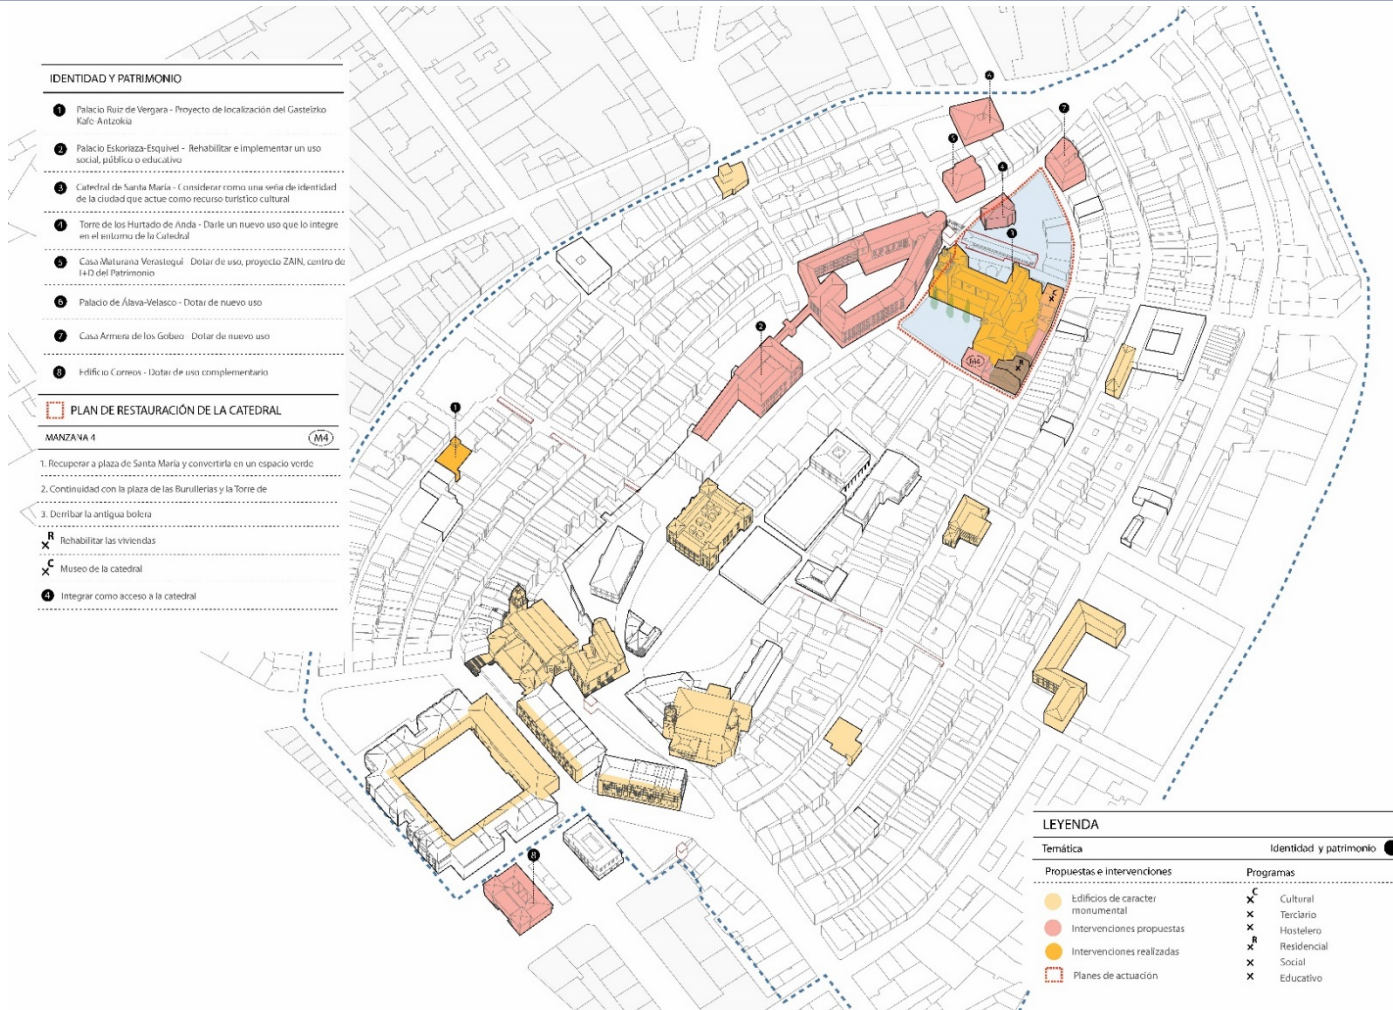 IDENTIDAD Y PATRIMONIO
1 Palacio Ruiz de Vergara - Proyecto de localización del Gasteizko
Kafe-Antzokia
2 Palacio Eskoriaza-Esquivel - Rehabilitar e implementar un uso
social, público o educativo
3 Catedral de Santa María - Considerar como una seña de identidad
de la ciudad que actue como recurso turístico cultural
4 Torre de los Hurtado de Anda - Darle un nuevo uso que lo integre
en el entorno de la Catedral
5 Casa Maturana Verastegui Dotar de uso, proyecto ZAIN, centro de
I+D del Patrimonio
6 Palacio de Álava-Velasco - Dotar de nuevo uso
7 Casa Armera de los Gobeo Dotar de nuevo uso
8 Edificio Correos - Dotar de uso complementario
PLAN DE RESTAURACIÓN DE LA CATEDRAL
MANZANA 4 M4
1. Recuperar a plaza de Santa María y convertirla en un espacio verde
2. Continuidad con la plaza de las Burullerias y la Torre de
3. Derribar la antigua bolera
R x Rehabilitar las viviendas
C x Museo de la catedral
4 Integrar como acceso a la catedral
7
5
4
3
C x
2
M4
1
8
LEYENDA
Temática Identidad y patrimonio
Propuestas e intervenciones
Edificios de caracter
monumental
Intervenciones propuestas
Intervenciones realizadas
Planes de actuación
Programas
C x Cultural
x Terciario
x Hostelero
R x Residencial
x Social
x Educativo